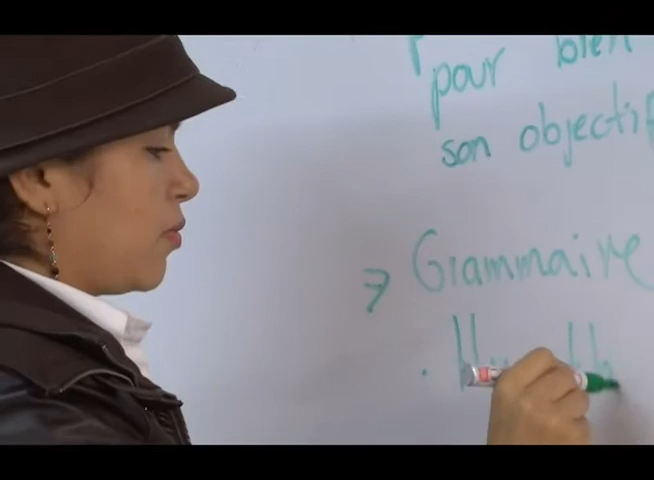 pour bien
son objectif
→ Grammaire